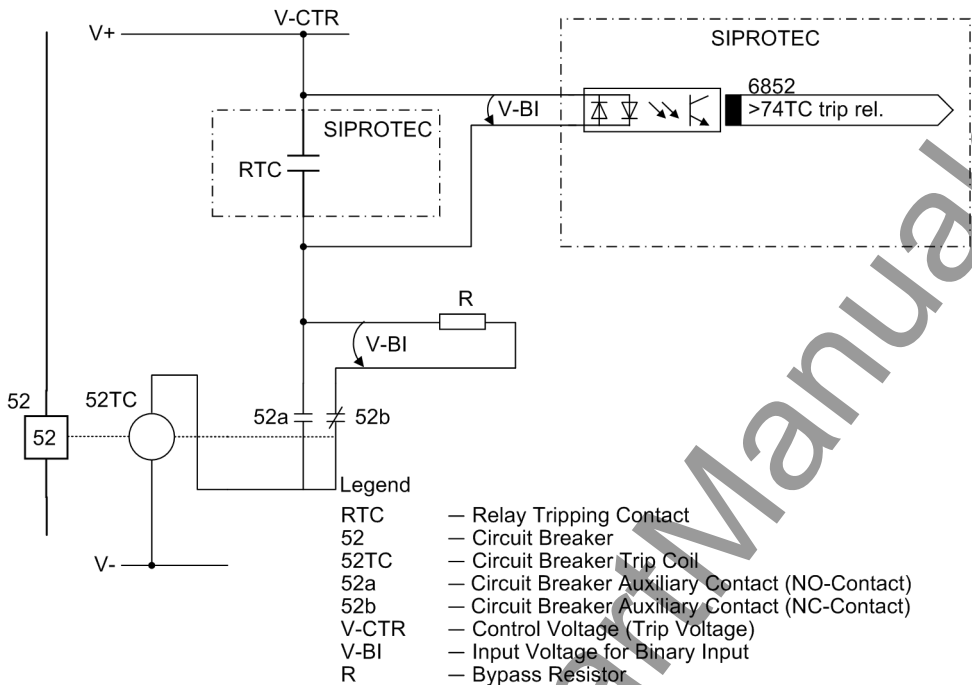 V-CTR
V+
SIPROTEC
6852
V-BI
>74TC trip rel.
SIPROTEC
RTC
R
V-BI
52
52TC
52a
52b
52
Legend
RTC — Relay Tripping Contact
52 — Circuit Breaker
52TC — Circuit Breaker Trip Coil
52a — Circuit Breaker Auxiliary Contact (NO-Contact)
52b — Circuit Breaker Auxiliary Contact (NC-Contact)
V-CTR — Control Voltage (Trip Voltage)
V-BI — Input Voltage for Binary Input
R — Bypass Resistor
V-
artManual